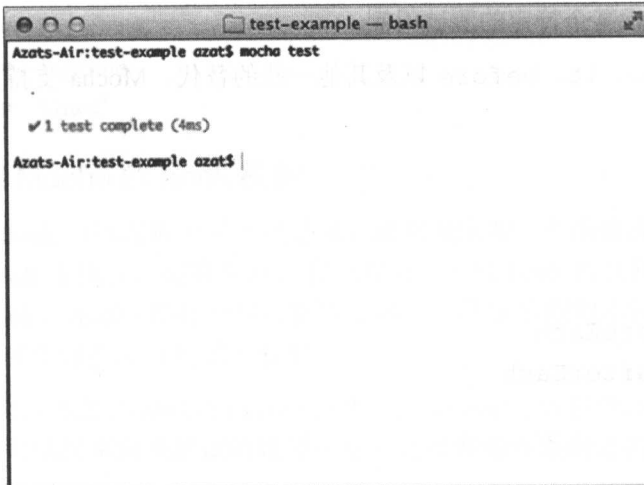 test-example — bash
Azats-Air:test-example azat$ mocha test
.
✔ 1 test complete (4ms)
Azats-Air:test-example azat$